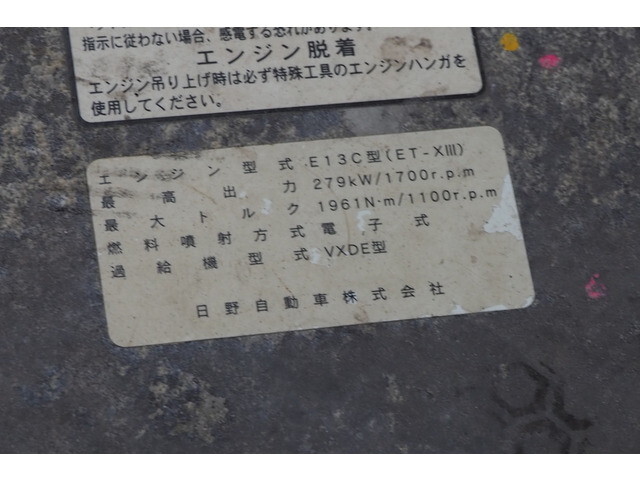 指示に従わない場合、感電する恐れがあります。
エンジン脱着
エンジン吊り上げ時は必ず特殊工具のエンジンハンガを
使用してください。
エンジン型式 E13C型(ET-XIII)
最高出力 279kW/1700r.p.m
最大トルク 1961N·m/1100r.p.m
燃料噴射方式 電子式
過給機型式 VXDE型
日野自動車株式会社